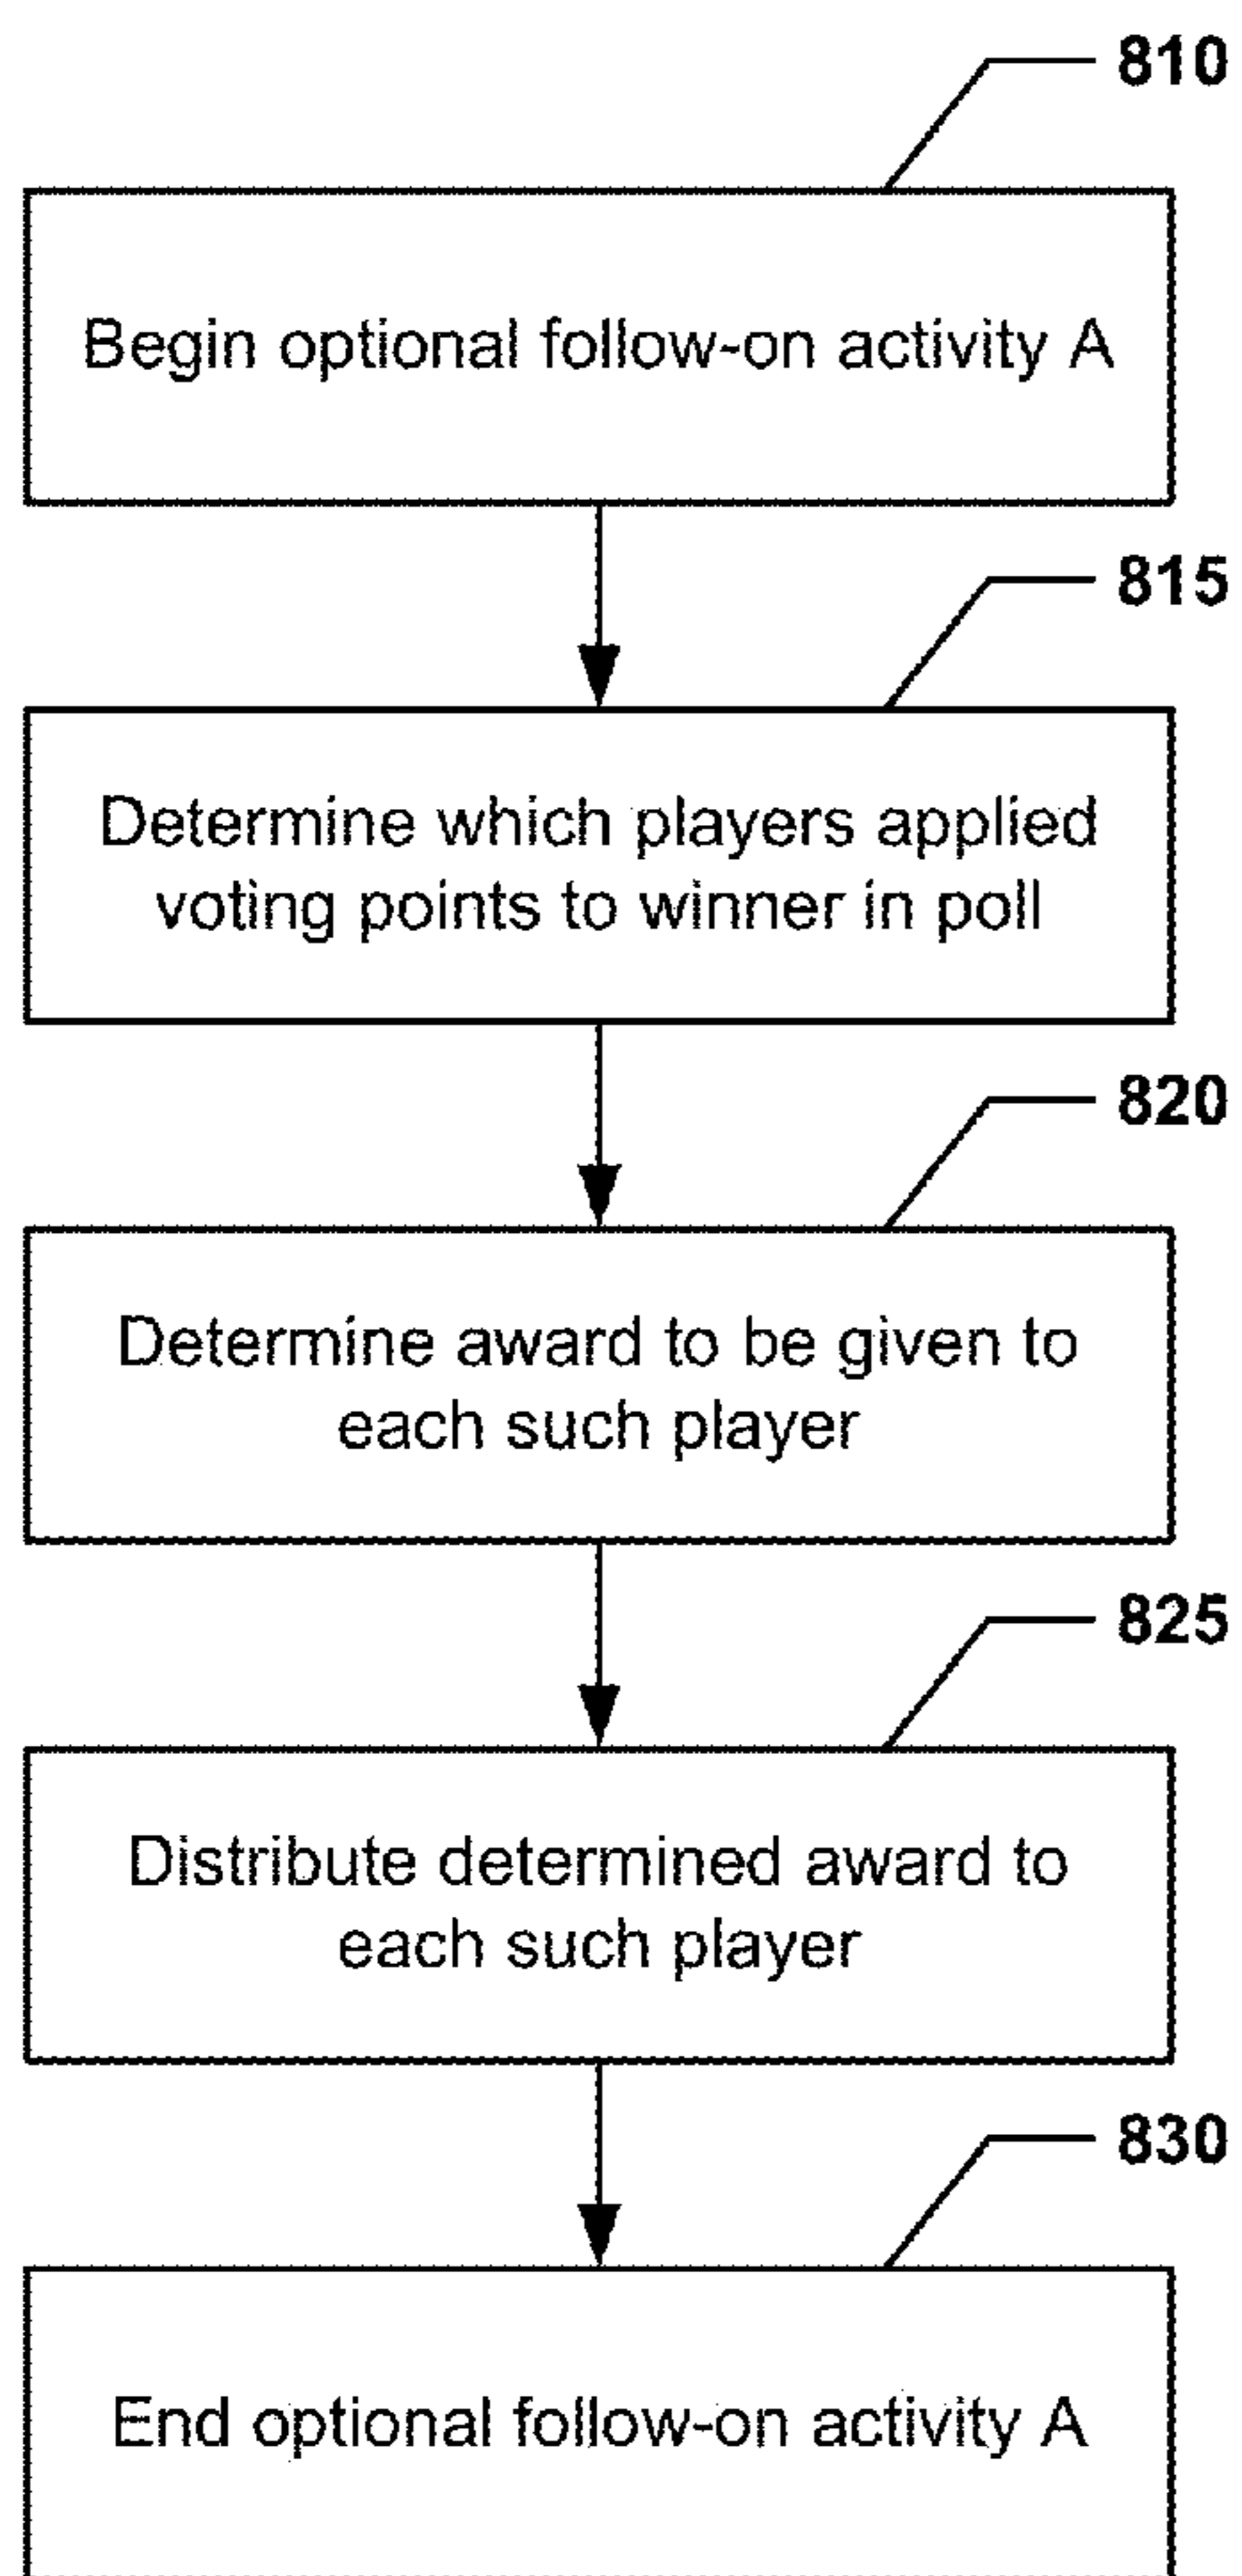 810
Begin optional follow-on activity A
815
Determine which players applied
voting points to winner in poll
820
Determine award to be given to
each such player
825
Distribute determined award to
each such player
830
End optional follow-on activity A